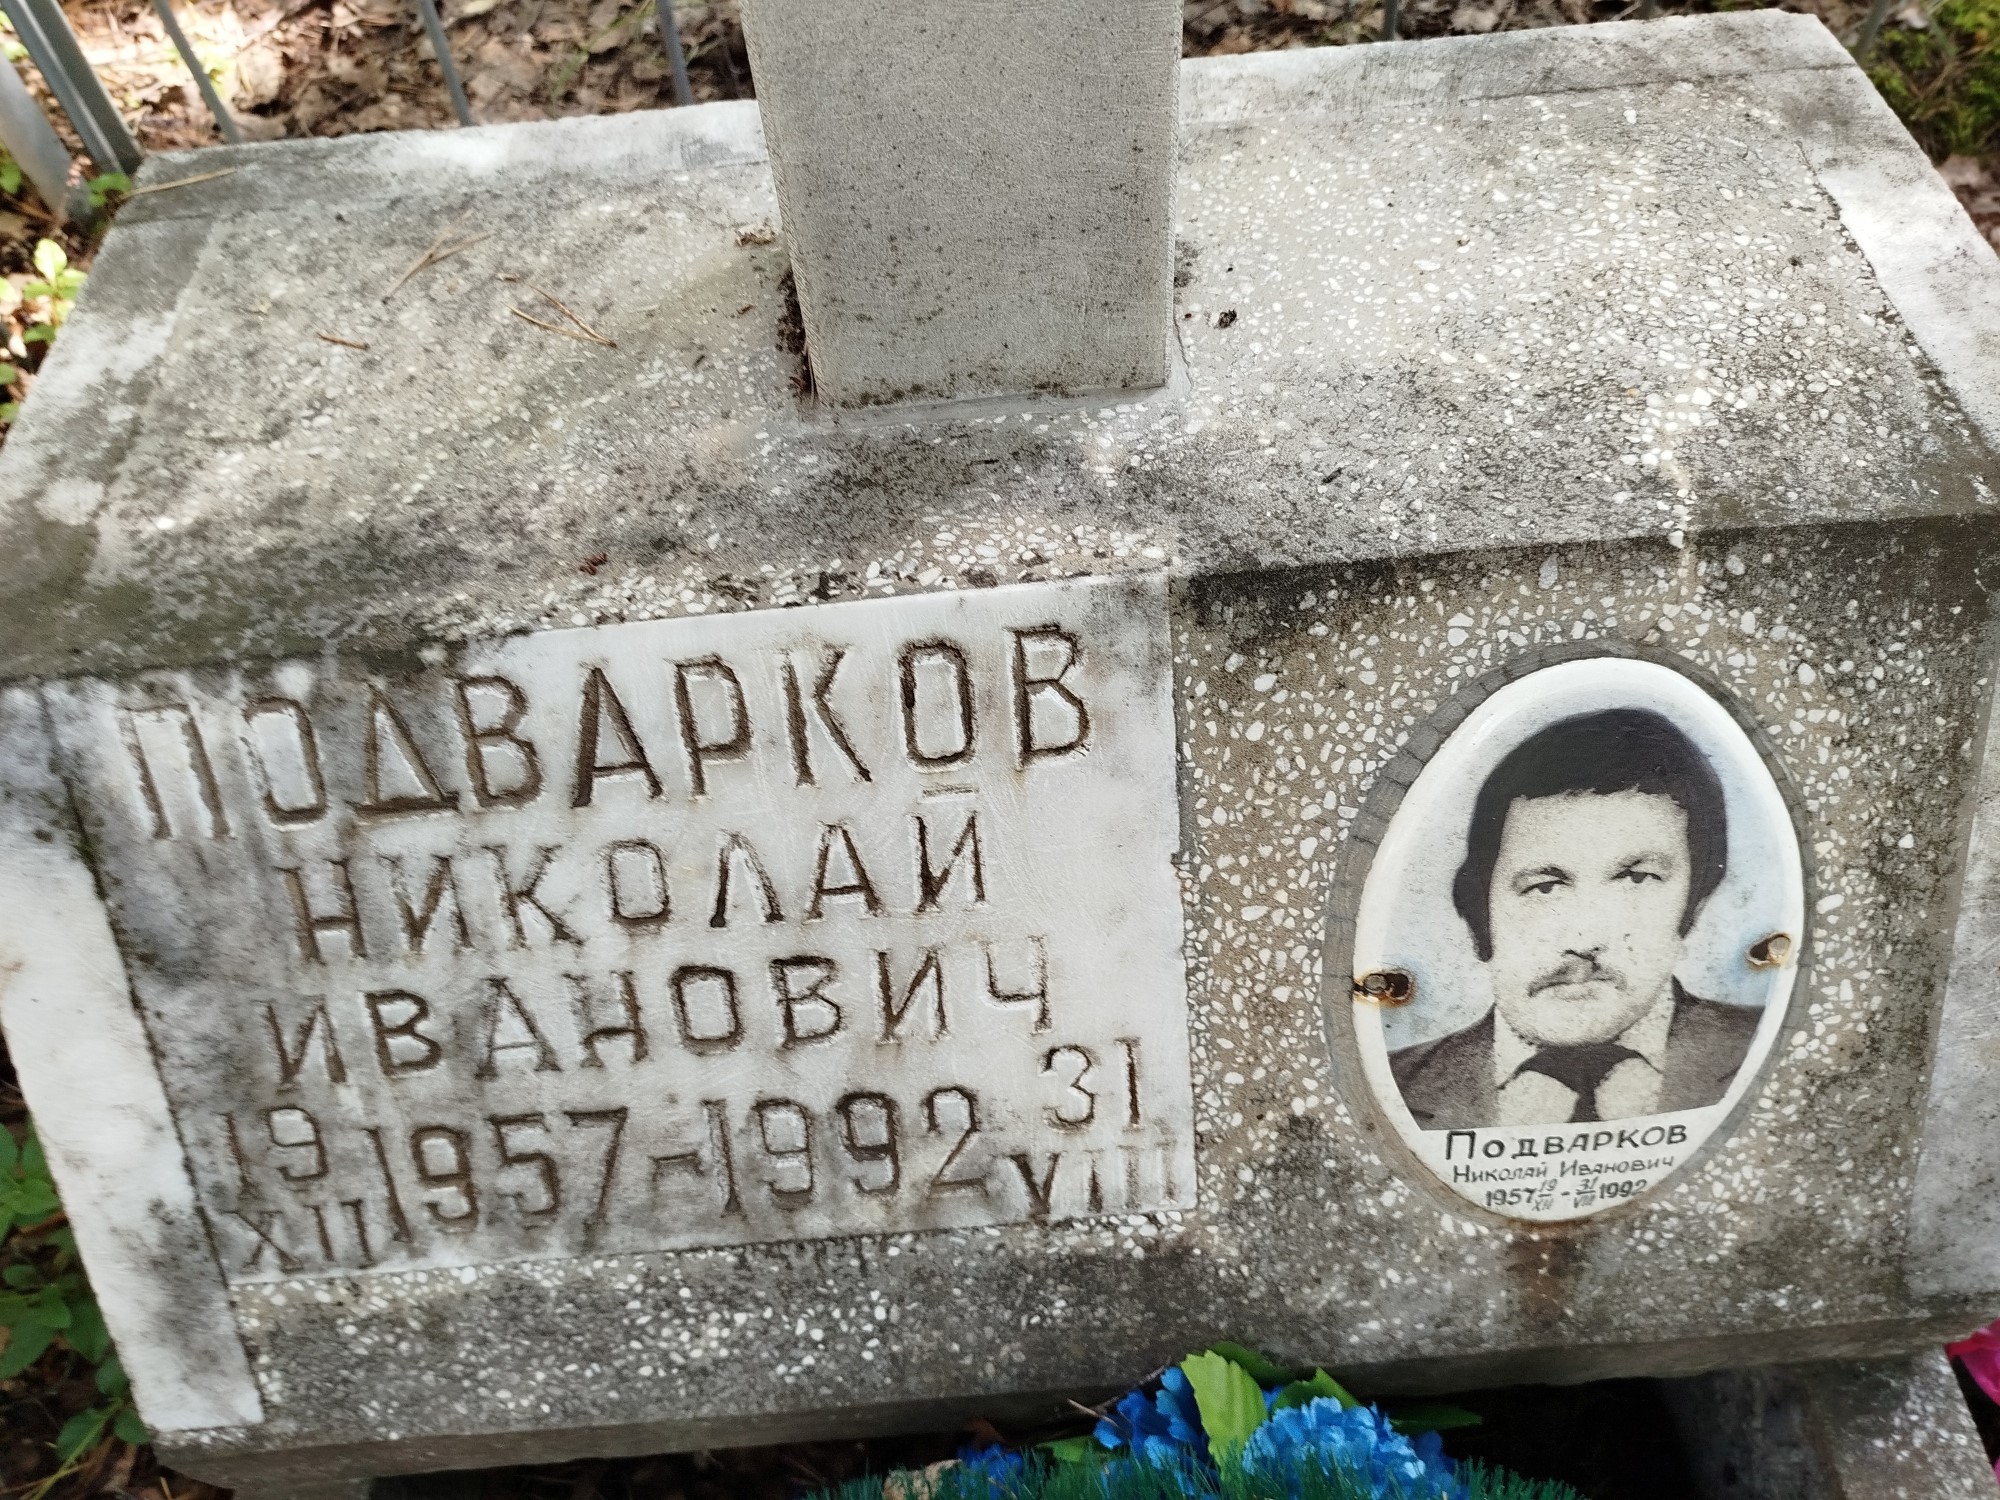 ПОДВАРКОВ
НИКОЛАЙ
ИВАНОВИЧ
19 XII 1957-1992 31 VIII
Подварков
Николай Иванович
1957 19/XII - 31/VIII 1992